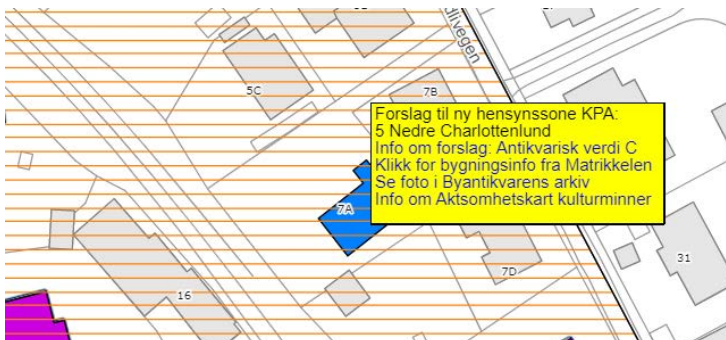 divegen
5C
7B
Forslag til ny hensynssone KPA:
5 Nedre Charlottenlund
Info om forslag: Antikvarisk verdi C
Klikk for bygningsinfo fra Matrikkelen
Se foto i Byantikvarens arkiv
Info om Aktsomhetskart kulturminner
7A
31
7D
16